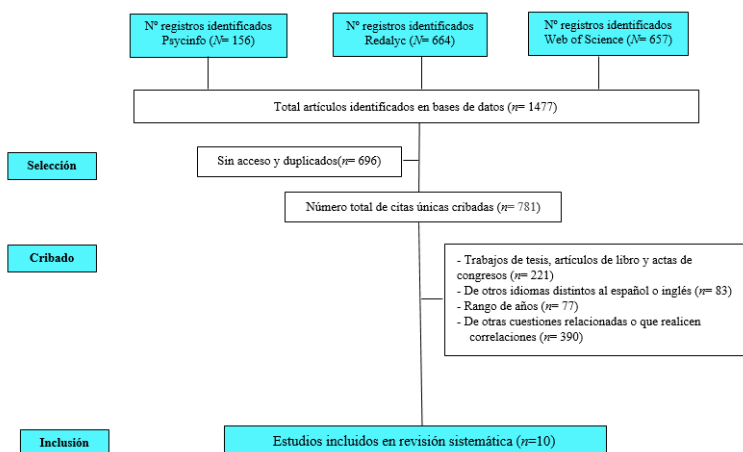 Nº registros identificados
Psycinfo (N= 156)
Nº registros identificados
Redalyc (N= 664)
Nº registros identificados
Web of Science (N= 657)
Total artículos identificados en bases de datos (n= 1477)
Selección
Sin acceso y duplicados(n= 696)
Número total de citas únicas cribadas (n= 781)
Cribado
- Trabajos de tesis, artículos de libro y actas de
congresos (n= 221)
- De otros idiomas distintos al español o inglés (n= 83)
- Rango de años (n= 77)
- De otras cuestiones relacionadas o que realicen
correlaciones (n= 390)
Inclusión
Estudios incluidos en revisión sistemática (n=10)